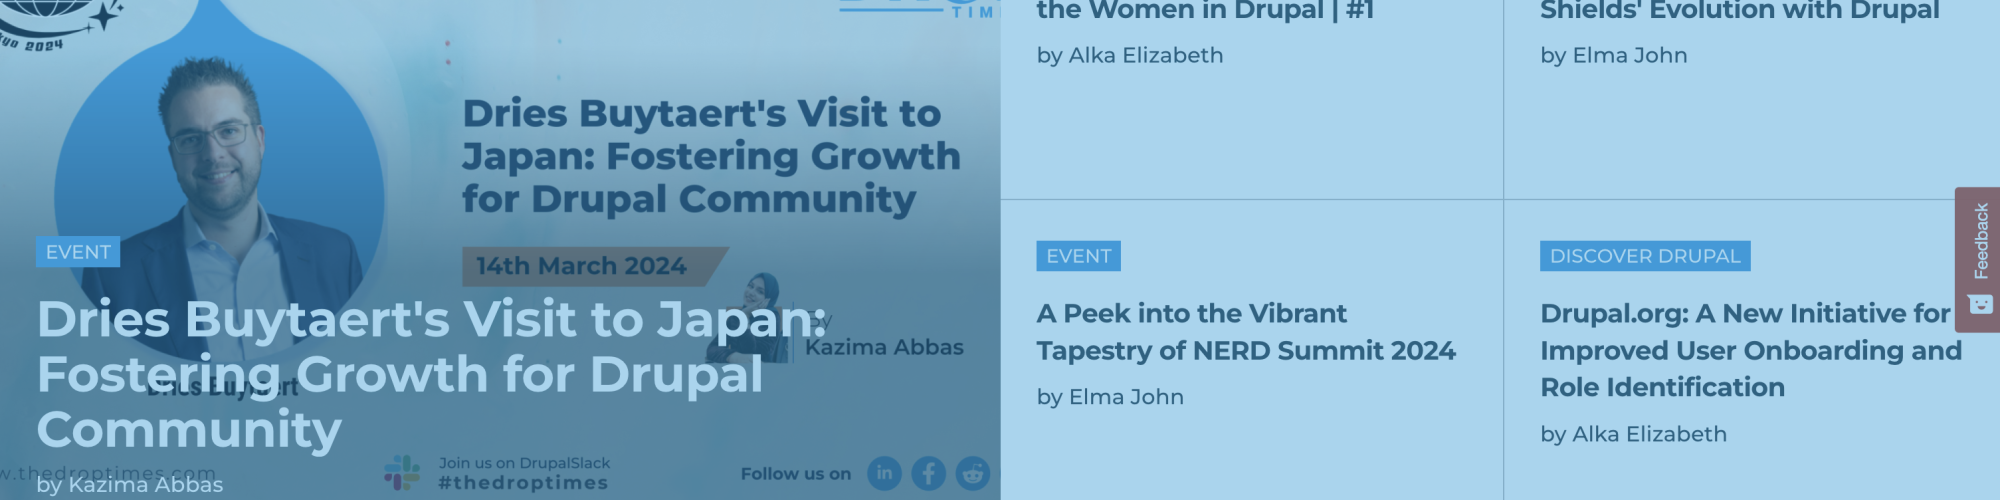 2024
TIM
Dries Buytaert's Visit to
Japan: Fostering Growth
for Drupal Community
14th March 2024
By
Kazima Abbas
EVENT
Dries Buytaert's Visit to Japan:
Fostering Growth for Drupal
Community
by Kazima Abbas
Dries Buytaert
w.thedroptimes.com
Join us on DrupalSlack
#thedroptimes
Follow us on
in
the Women in Drupal | #1
by Alka Elizabeth
Shields' Evolution with Drupal
by Elma John
EVENT
A Peek into the Vibrant
Tapestry of NERD Summit 2024
by Elma John
DISCOVER DRUPAL
Drupal.org: A New Initiative for
Improved User Onboarding and
Role Identification
by Alka Elizabeth
Feedback